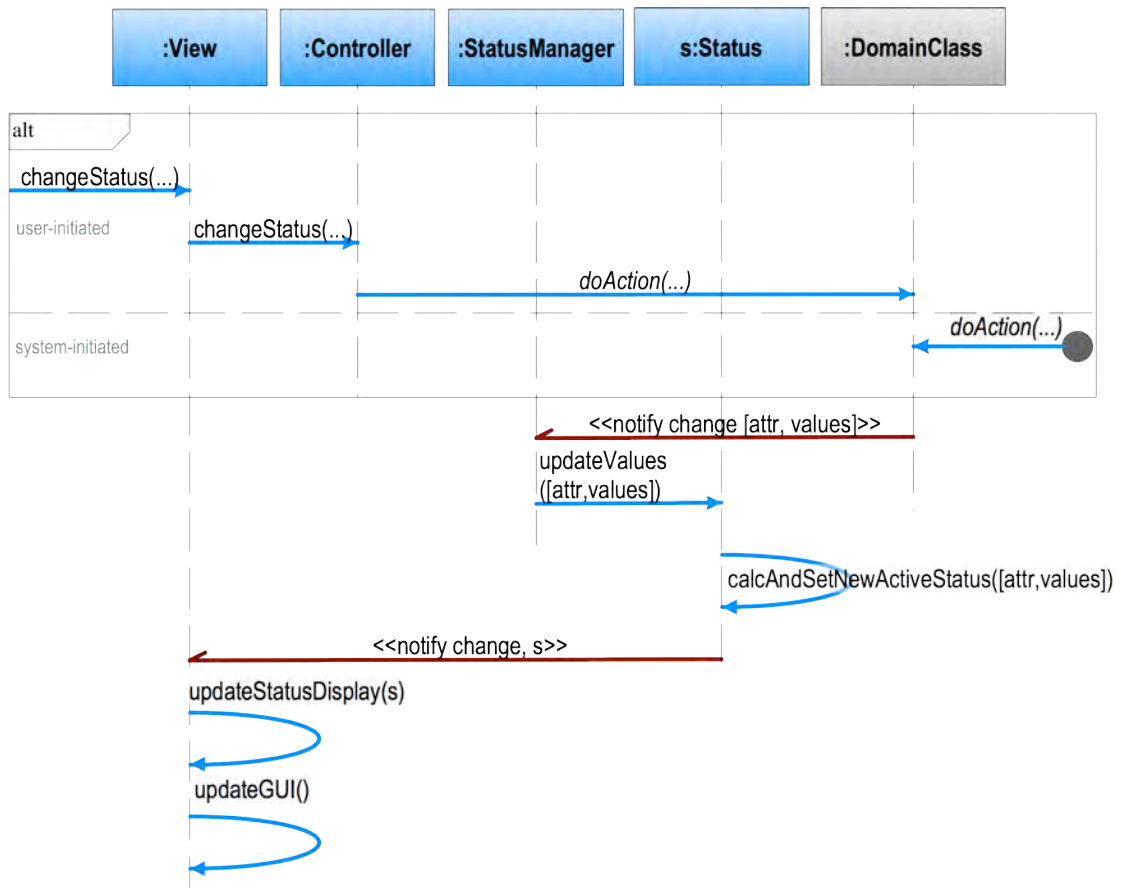 :View
:Controller
:StatusManager
s:Status
:DomainClass
alt
changeStatus(...)
user-initiated
changeStatus(...)
doAction(...)
doAction(...)
system-initiated
<<notify change [attr, values]>>
updateValues
([attr,values])
calcAndSetNewActiveStatus([attr,values])
<<notify change, s>>
updateStatusDisplay(s)
updateGUI()